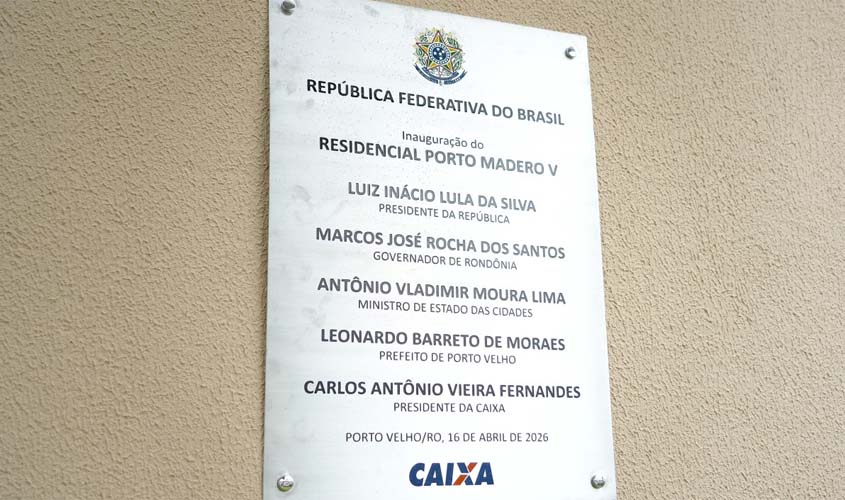 REPÚBLICA FEDERATIVA DO BRASIL
Inauguração do
RESIDENCIAL PORTO MADERO V
LUIZ INÁCIO LULA DA SILVA
PRESIDENTE DA REPÚBLICA
MARCOS JOSÉ ROCHA DOS SANTOS
GOVERNADOR DE RONDÔNIA
ANTÔNIO VLADIMIR MOURA LIMA
MINISTRO DE ESTADO DAS CIDADES
LEONARDO BARRETO DE MORAES
PREFEITO DE PORTO VELHO
CARLOS ANTÔNIO VIEIRA FERNANDES
PRESIDENTE DA CAIXA
PORTO VELHO/RO, 16 DE ABRIL DE 2026
CAIXA